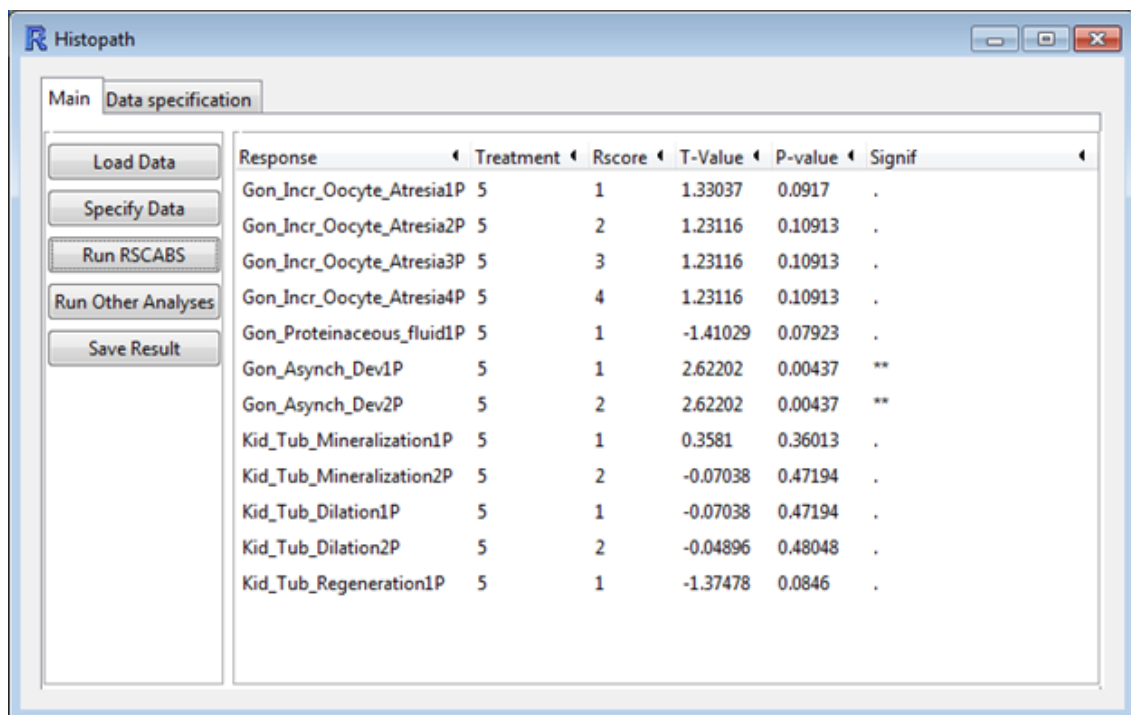 Histopath
Main Data specification
Load Data
Specify Data
Run RSCABS
Run Other Analyses
Save Result
Response Treatment Rscore T-Value P-value Signif
Gon_Incr_Oocyte_Atresia1P 5 1 1.33037 0.0917 .
Gon_Incr_Oocyte_Atresia2P 5 2 1.23116 0.10913 .
Gon_Incr_Oocyte_Atresia3P 5 3 1.23116 0.10913 .
Gon_Incr_Oocyte_Atresia4P 5 4 1.23116 0.10913 .
Gon_Proteinaceous_fluid1P 5 1 -1.41029 0.07923 .
Gon_Asynch_Dev1P 5 1 2.62202 0.00437 **
Gon_Asynch_Dev2P 5 2 2.62202 0.00437 **
Kid_Tub_Mineralization1P 5 1 0.3581 0.36013 .
Kid_Tub_Mineralization2P 5 2 -0.07038 0.47194 .
Kid_Tub_Dilation1P 5 1 -0.07038 0.47194 .
Kid_Tub_Dilation2P 5 2 -0.04896 0.48048 .
Kid_Tub_Regeneration1P 5 1 -1.37478 0.0846 .